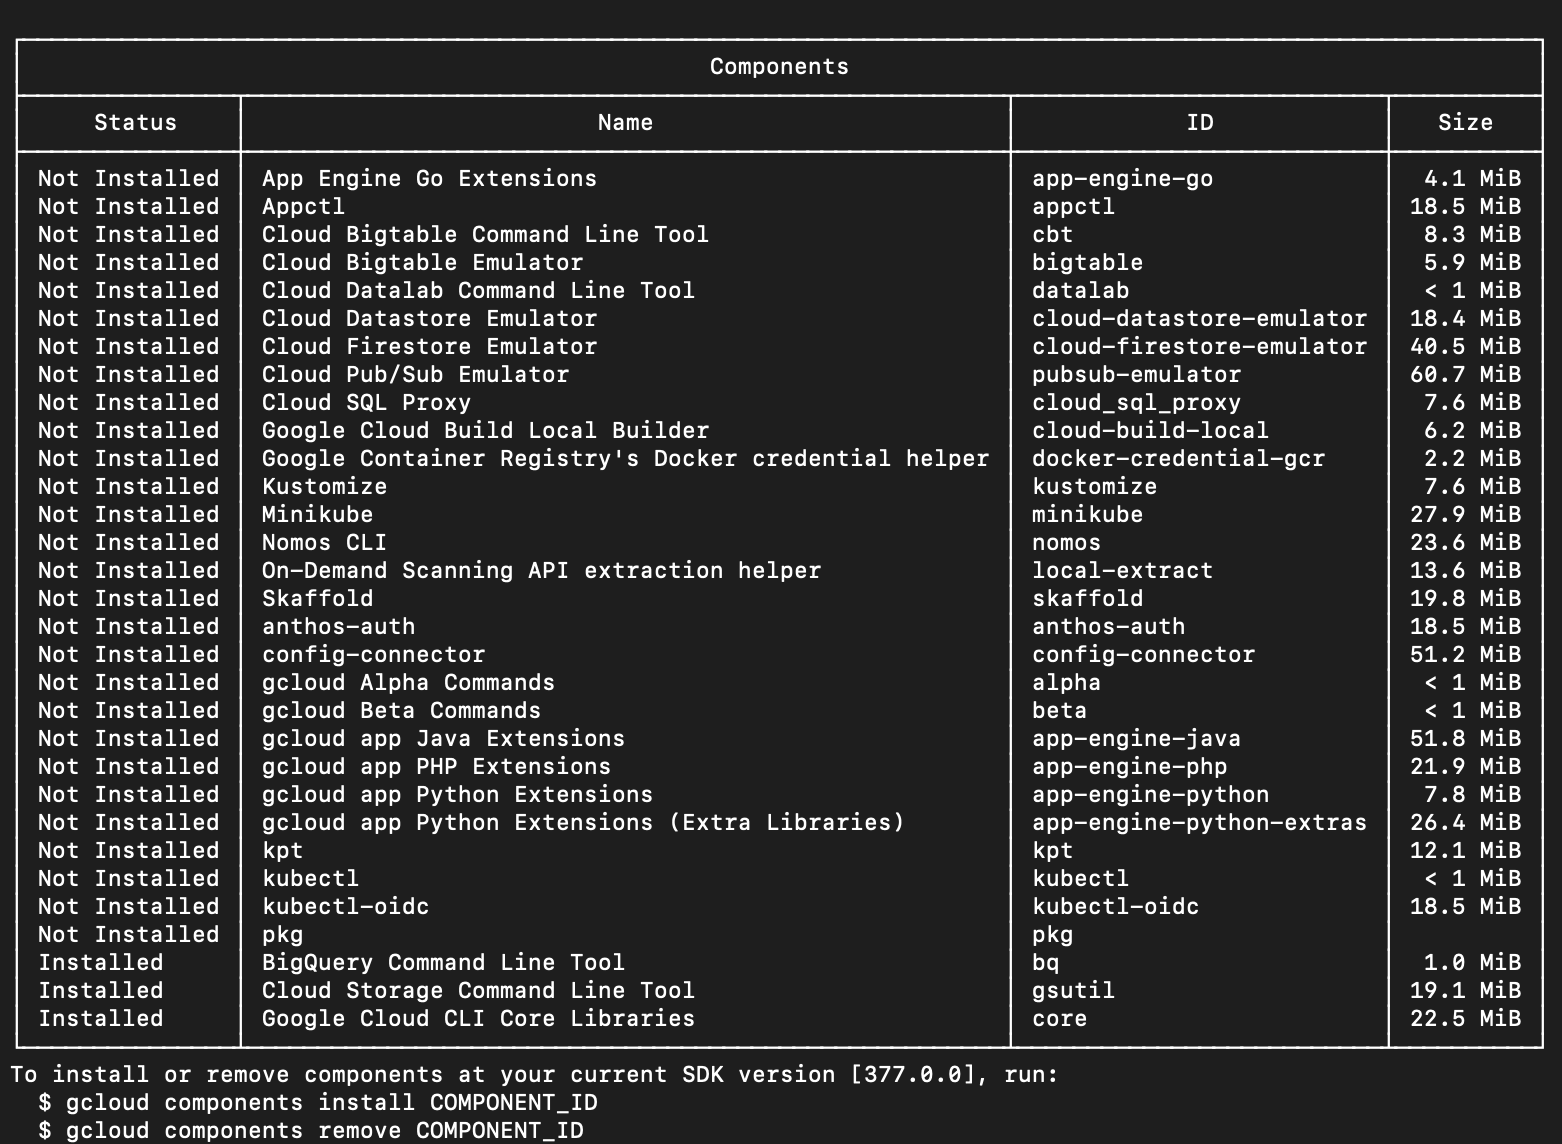 Components
Status Name ID Size
Not Installed App Engine Go Extensions app-engine-go 4.1 MiB
Not Installed Appctl appctl 18.5 MiB
Not Installed Cloud Bigtable Command Line Tool cbt 8.3 MiB
Not Installed Cloud Bigtable Emulator bigtable 5.9 MiB
Not Installed Cloud Datalab Command Line Tool datalab < 1 MiB
Not Installed Cloud Datastore Emulator cloud-datastore-emulator 18.4 MiB
Not Installed Cloud Firestore Emulator cloud-firestore-emulator 40.5 MiB
Not Installed Cloud Pub/Sub Emulator pubsub-emulator 60.7 MiB
Not Installed Cloud SQL Proxy cloud_sql_proxy 7.6 MiB
Not Installed Google Cloud Build Local Builder cloud-build-local 6.2 MiB
Not Installed Google Container Registry's Docker credential helper docker-credential-gcr 2.2 MiB
Not Installed Kustomize kustomize 7.6 MiB
Not Installed Minikube minikube 27.9 MiB
Not Installed Nomos CLI nomos 23.6 MiB
Not Installed On-Demand Scanning API extraction helper local-extract 13.6 MiB
Not Installed Skaffold skaffold 19.8 MiB
Not Installed anthos-auth anthos-auth 18.5 MiB
Not Installed config-connector config-connector 51.2 MiB
Not Installed gcloud Alpha Commands alpha < 1 MiB
Not Installed gcloud Beta Commands beta < 1 MiB
Not Installed gcloud app Java Extensions app-engine-java 51.8 MiB
Not Installed gcloud app PHP Extensions app-engine-php 21.9 MiB
Not Installed gcloud app Python Extensions app-engine-python 7.8 MiB
Not Installed gcloud app Python Extensions (Extra Libraries) app-engine-python-extras 26.4 MiB
Not Installed kpt kpt 12.1 MiB
Not Installed kubectl kubectl < 1 MiB
Not Installed kubectl-oidc kubectl-oidc 18.5 MiB
Not Installed pkg pkg
Installed BigQuery Command Line Tool bq 1.0 MiB
Installed Cloud Storage Command Line Tool gsutil 19.1 MiB
Installed Google Cloud CLI Core Libraries core 22.5 MiB
To install or remove components at your current SDK version [377.0.0], run:
$ gcloud components install COMPONENT_ID
$ gcloud components remove COMPONENT_ID